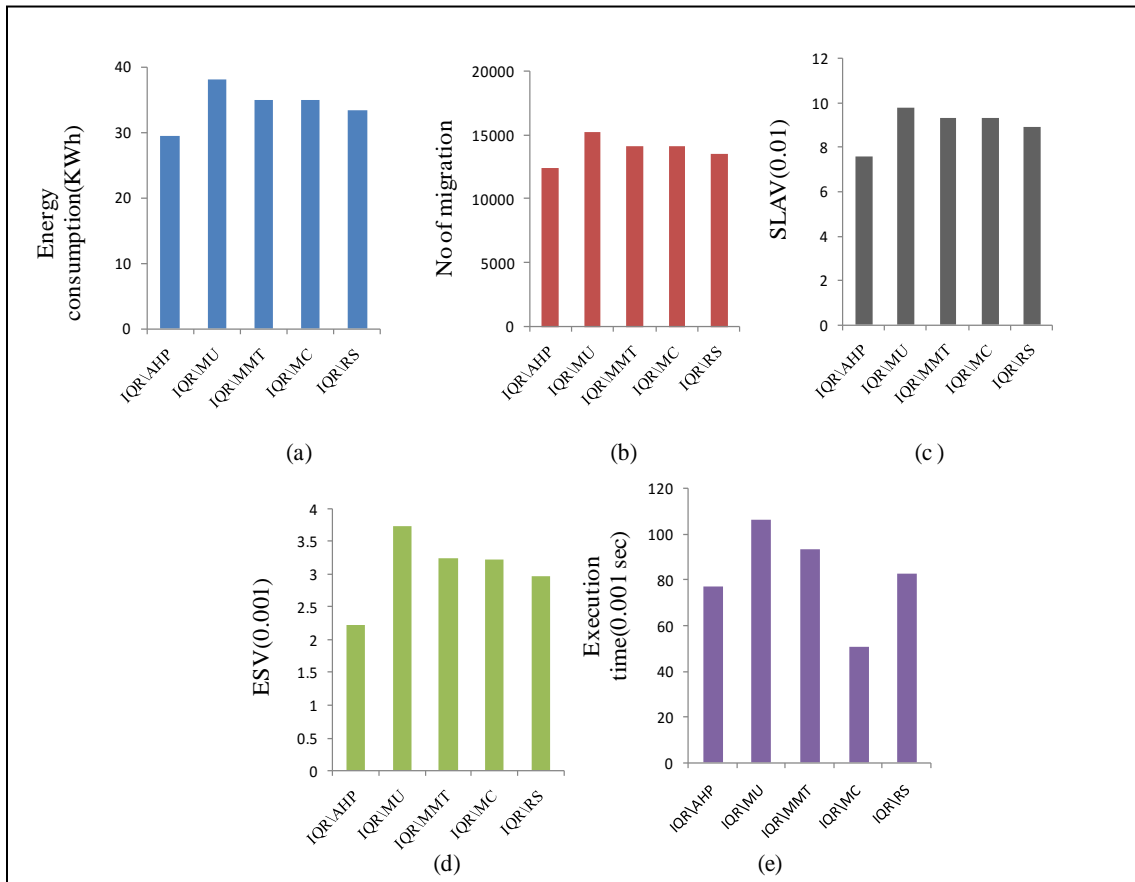 Energy
consumption(KWh)
40
30
20
10
0
IQR\AHP
IQR\MU
IQR\MMT
IQR\MC
IQR\RS
(a)
No of migration
20000
15000
10000
5000
0
IQR\AHP
IQR\MU
IQR\MMT
IQR\MC
IQR\RS
(b)
SLAV(0.01)
12
10
8
6
4
2
0
IQR\AHP
IQR\MU
IQR\MMT
IQR\MC
IQR\RS
(c )
ESV(0.001)
4
3.5
3
2.5
2
1.5
1
0.5
0
IQR\AHP
IQR\MU
IQR\MMT
IQR\MC
IQR\RS
(d)
Execution
time(0.001 sec)
120
100
80
60
40
20
0
IQR\AHP
IQR\MU
IQR\MMT
IQR\MC
IQR\RS
(e)